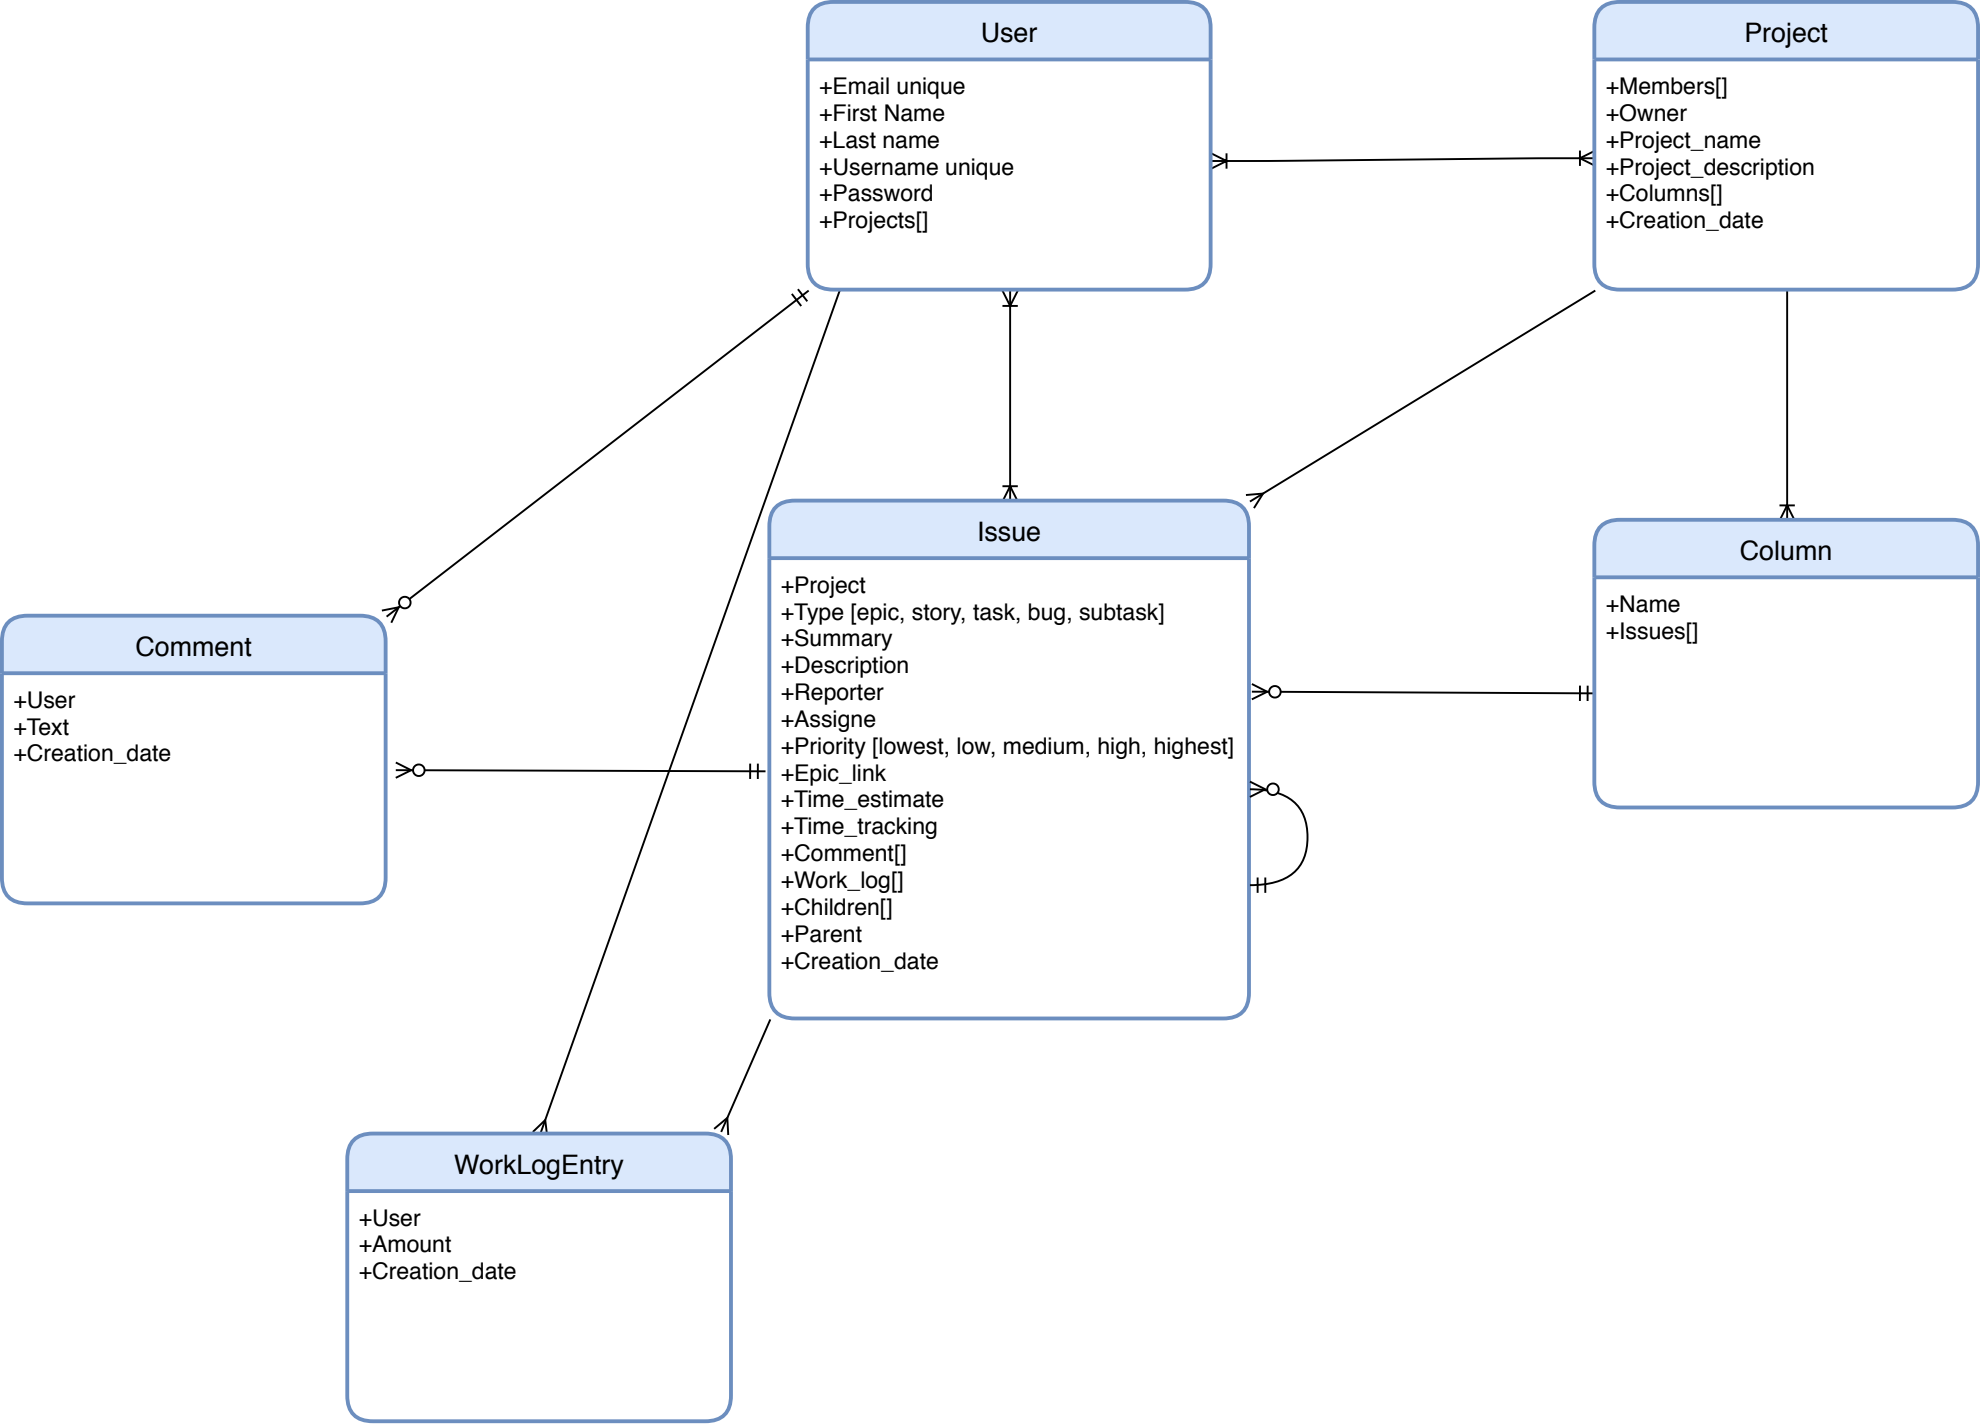 User
+Email unique
+First Name
+Last name
+Username unique
+Password
+Projects[]
Project
+Members[]
+Owner
+Project_name
+Project_description
+Columns[]
+Creation_date
Issue
+Project
+Type [epic, story, task, bug, subtask]
+Summary
+Description
+Reporter
+Assigne
+Priority [lowest, low, medium, high, highest]
+Epic_link
+Time_estimate
+Time_tracking
+Comment[]
+Work_log[]
+Children[]
+Parent
+Creation_date
Column
+Name
+Issues[]
Comment
+User
+Text
+Creation_date
WorkLogEntry
+User
+Amount
+Creation_date